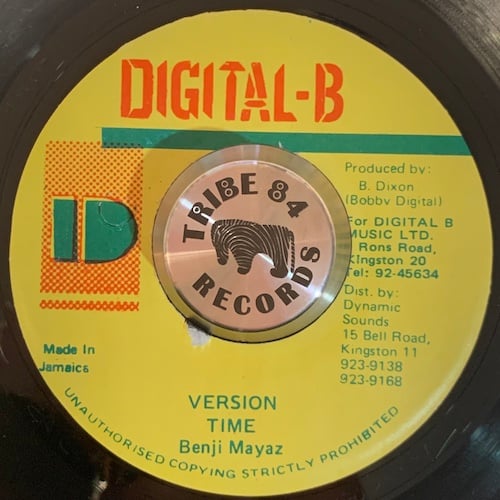 DIGITAL-B
Produced by:
B. Dixon
(Bobby Digital)
For DIGITAL B
MUSIC LTD.
Rons Road,
Kingston 20
Tel: 92-45634
Dist. by:
Dynamic
Sounds
15 Bell Road,
Kingston 11
923-9138
923-9168
D
TRIBE 84
RECORDS
Made In
Jamaica
VERSION
TIME
Benji Mayaz
UNAUTHORISED COPYING STRICTLY PROHIBITED